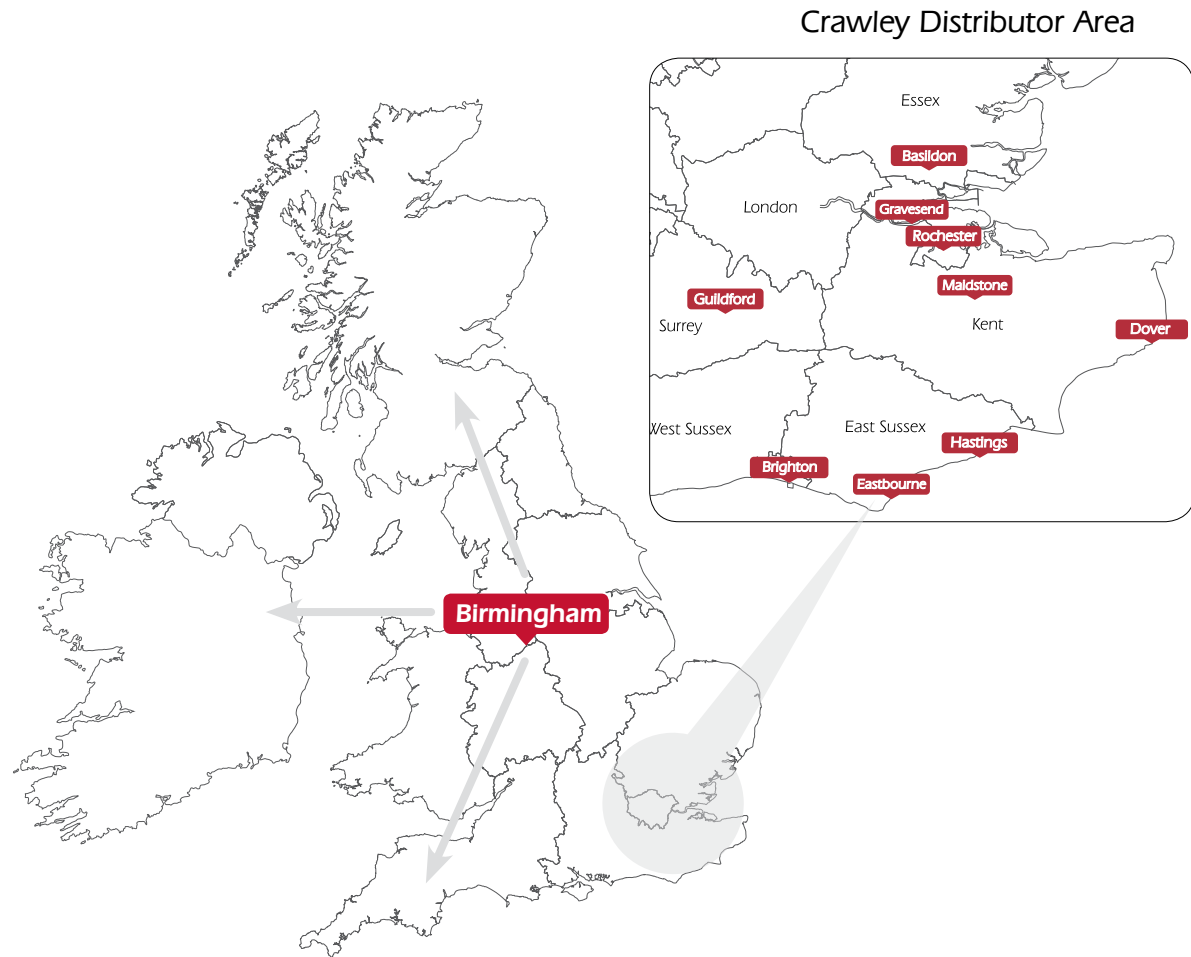 Crawley Distributor Area
Essex
Basildon
London
Gravesend
Rochester
Maidstone
Guildford
Surrey
Kent
Dover
West Sussex
East Sussex
Hastings
Brighton
Eastbourne
Birmingham